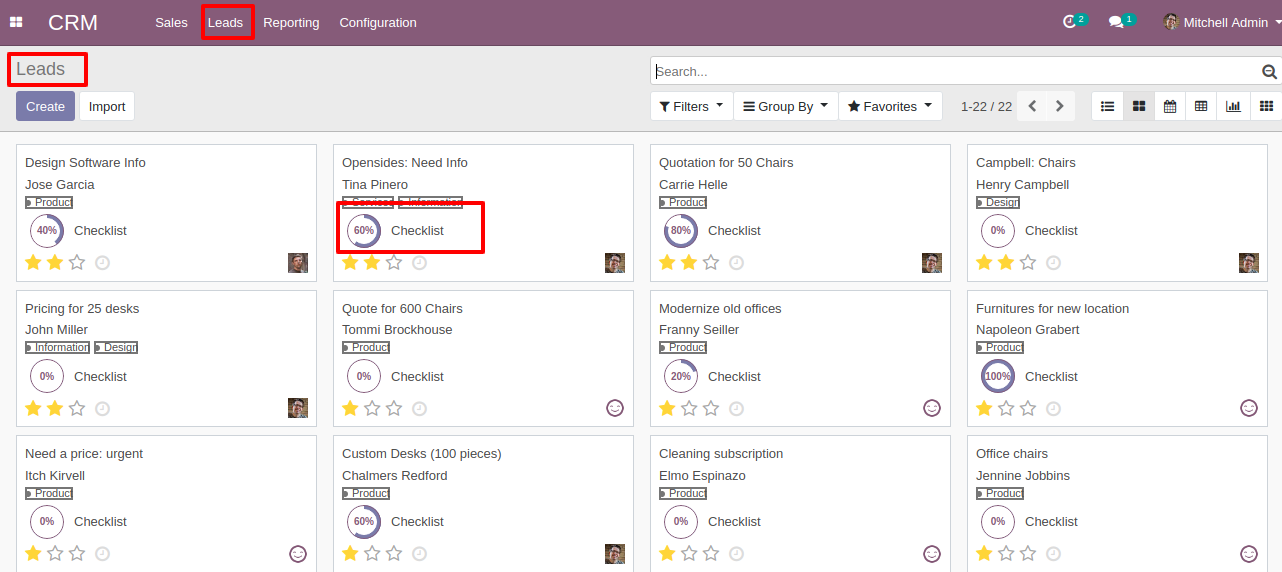 CRM Sales Leads Reporting Configuration 2 1 Mitchell Admin
Leads
Search...
Create Import Filters Group By Favorites 1-22 / 22
Design Software Info Opensides: Need Info Quotation for 50 Chairs Campbell: Chairs
Jose Garcia Tina Pinero Carrie Helle Henry Campbell
Product Services Information Product Design
40% Checklist 60% Checklist 80% Checklist 0% Checklist
Pricing for 25 desks Quote for 600 Chairs Modernize old offices Furnitures for new location
John Miller Tommi Brockhouse Franny Seiller Napoleon Grabert
Information Design Product Product Product
0% Checklist 0% Checklist 20% Checklist 100% Checklist
Need a price: urgent Custom Desks (100 pieces) Cleaning subscription Office chairs
Itch Kirvell Chalmers Redford Elmo Espinazo Jennine Jobbins
Product Product Product Product
0% Checklist 60% Checklist 0% Checklist 0% Checklist